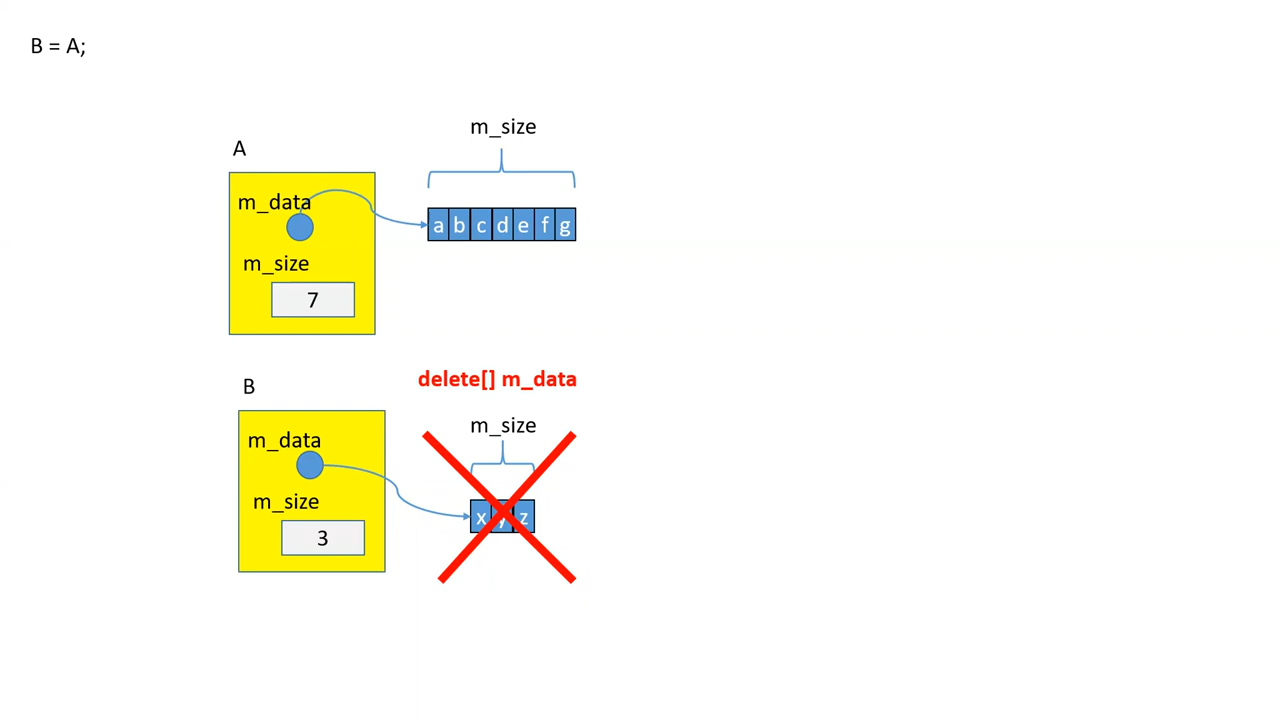 B = A;
m_size
A
m_data
a b c d e f g
m_size
7
delete[] m_data
B
m_size
m_data
m_size
x y z
3